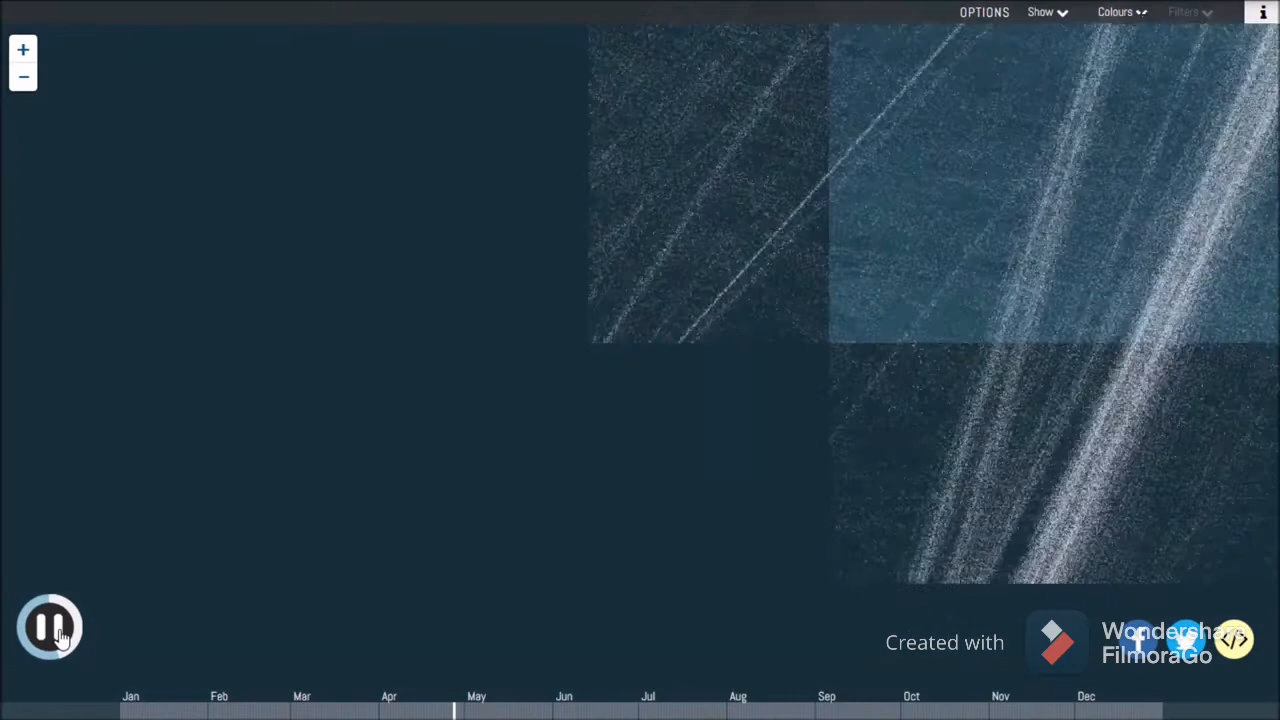 OPTIONS Show Colours Filters i
+
−
Created with
Wondershare
FilmoraGo
f </>
Jan Feb Mar Apr May Jun Jul Aug Sep Oct Nov Dec